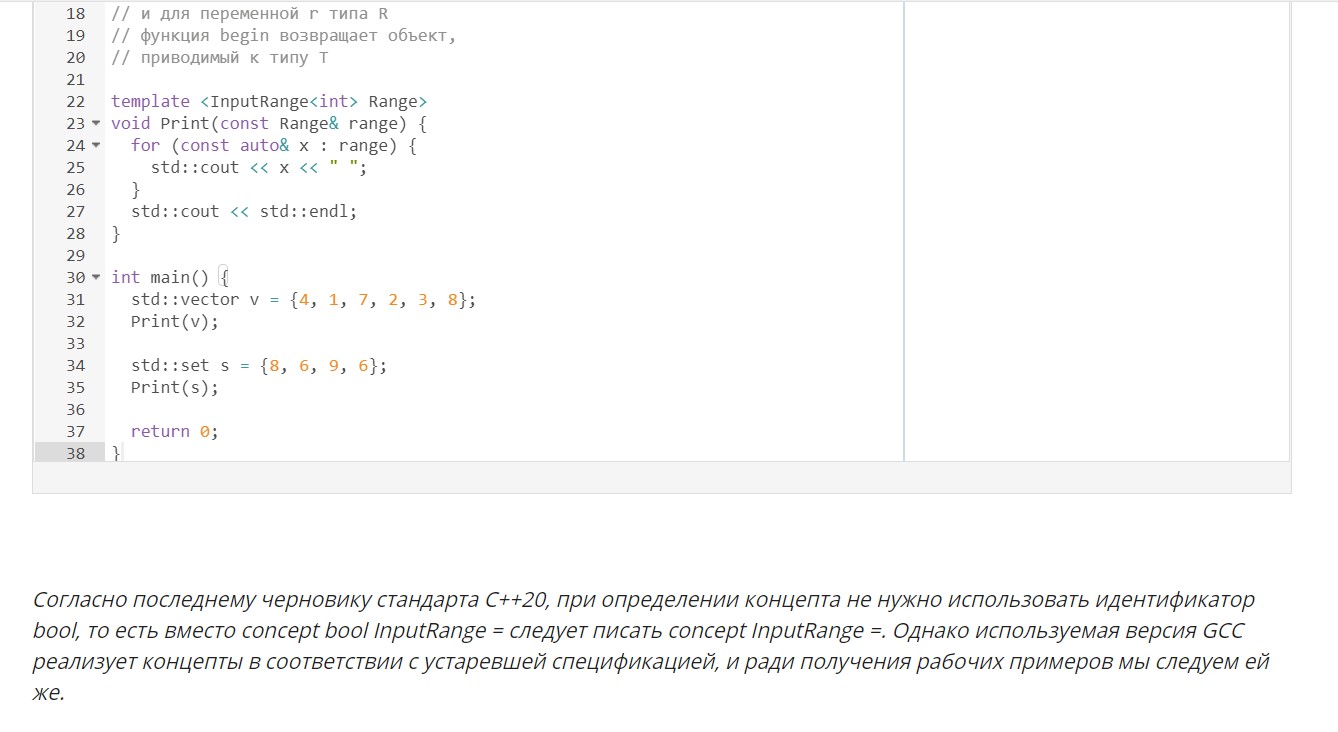 18 // и для переменной r типа R
19 // функция begin возвращает объект,
20 // приводимый к типу T
21
22 template <InputRange<int> Range>
23 void Print(const Range& range) {
24   for (const auto& x : range) {
25     std::cout << x << " ";
26   }
27   std::cout << std::endl;
28 }
29
30 int main() {
31   std::vector v = {4, 1, 7, 2, 3, 8};
32   Print(v);
33
34   std::set s = {8, 6, 9, 6};
35   Print(s);
36
37   return 0;
38 }
Согласно последнему черновику стандарта C++20, при определении концепта не нужно использовать идентификатор
bool, то есть вместо concept bool InputRange = следует писать concept InputRange =. Однако используемая версия GCC
реализует концепты в соответствии с устаревшей спецификацией, и ради получения рабочих примеров мы следуем ей
же.